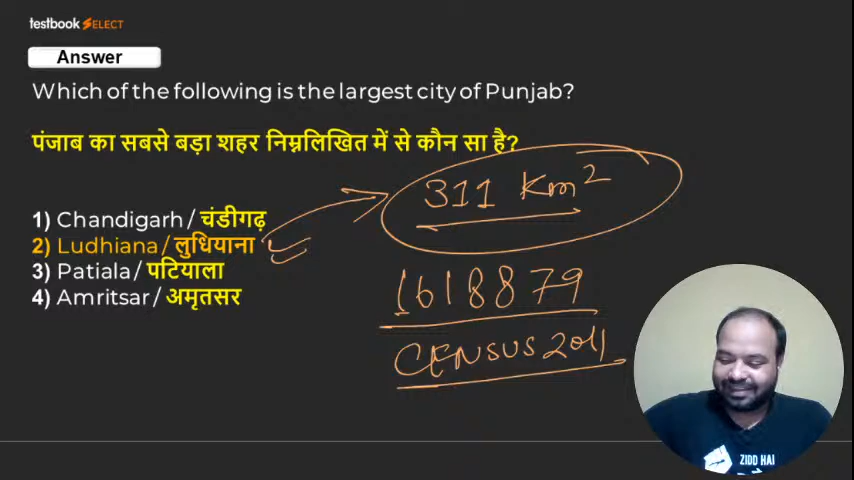 testbook SELECT
Answer
Which of the following is the largest city of Punjab?
पंजाब का सबसे बड़ा शहर निम्नलिखित में से कौन सा है?
311 Km²
1) Chandigarh / चंडीगढ़
2) Ludhiana / लुधियाना
3) Patiala / पटियाला
4) Amritsar / अमृतसर
1618879
CENSUS 2011
ZIDD HAI